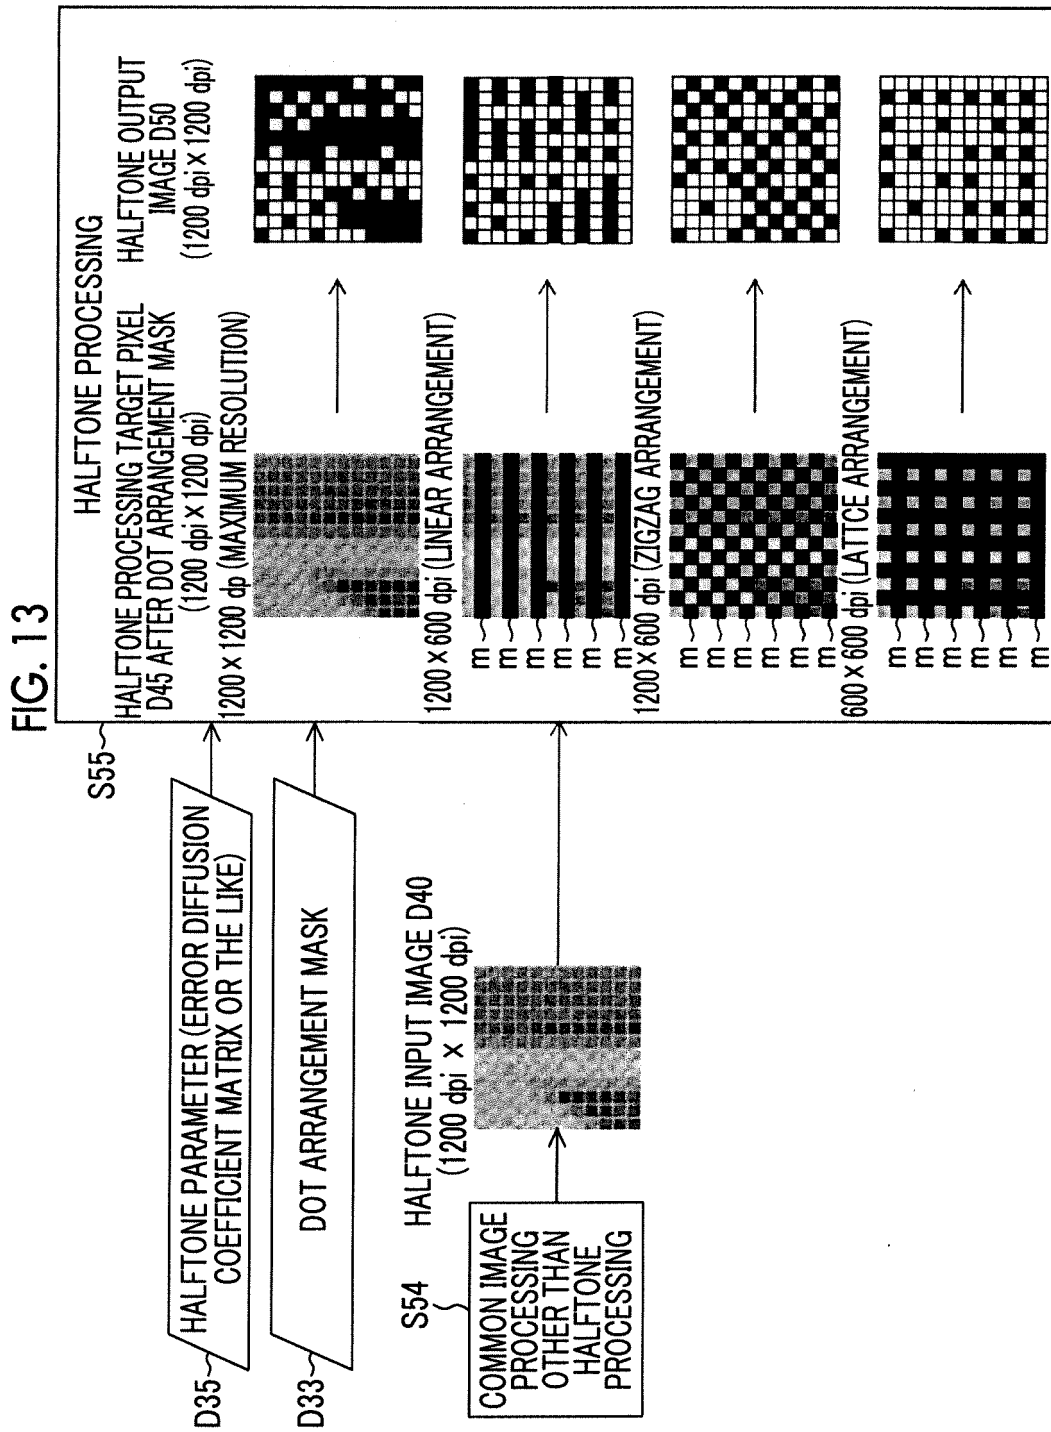 FIG. 13
D35
HALFTONE PARAMETER (ERROR DIFFUSION
COEFFICIENT MATRIX OR THE LIKE)
D33
DOT ARRANGEMENT MASK
S54
COMMON IMAGE
PROCESSING
OTHER THAN
HALFTONE
PROCESSING
HALFTONE INPUT IMAGE D40
(1200 dpi × 1200 dpi)
S55
HALFTONE PROCESSING
HALFTONE PROCESSING TARGET PIXEL
D45 AFTER DOT ARRANGEMENT MASK
(1200 dpi × 1200 dpi)
HALFTONE OUTPUT
IMAGE D50
(1200 dpi × 1200 dpi)
1200 × 1200 dp (MAXIMUM RESOLUTION)
1200 × 600 dpi (LINEAR ARRANGEMENT)
m
m
m
m
m
m
1200 × 600 dpi (ZIGZAG ARRANGEMENT)
m
m
m
m
m
m
600 × 600 dpi (LATTCE ARRANGEMENT)
m
m
m
m
m
m